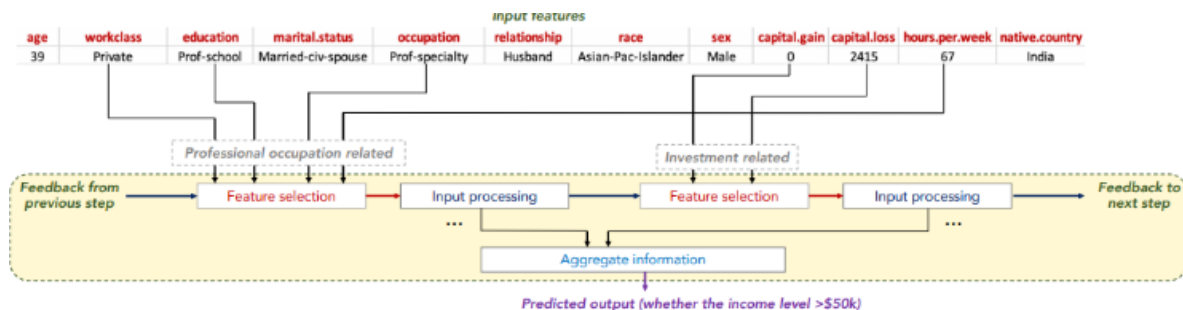 Input features
age workclass education marital.status occupation relationship race sex capital.gain capital.loss hours.per.week native.country
39 Private Prof-school Married-civ-spouse Prof-specialty Husband Asian-Pac-Islander Male 0 2415 67 India
Professional occupation related Investment related
Feedback from previous step
Feature selection Input processing Feature selection Input processing
Feedback to next step
... ...
Aggregate information
Predicted output (whether the income level >$50k)